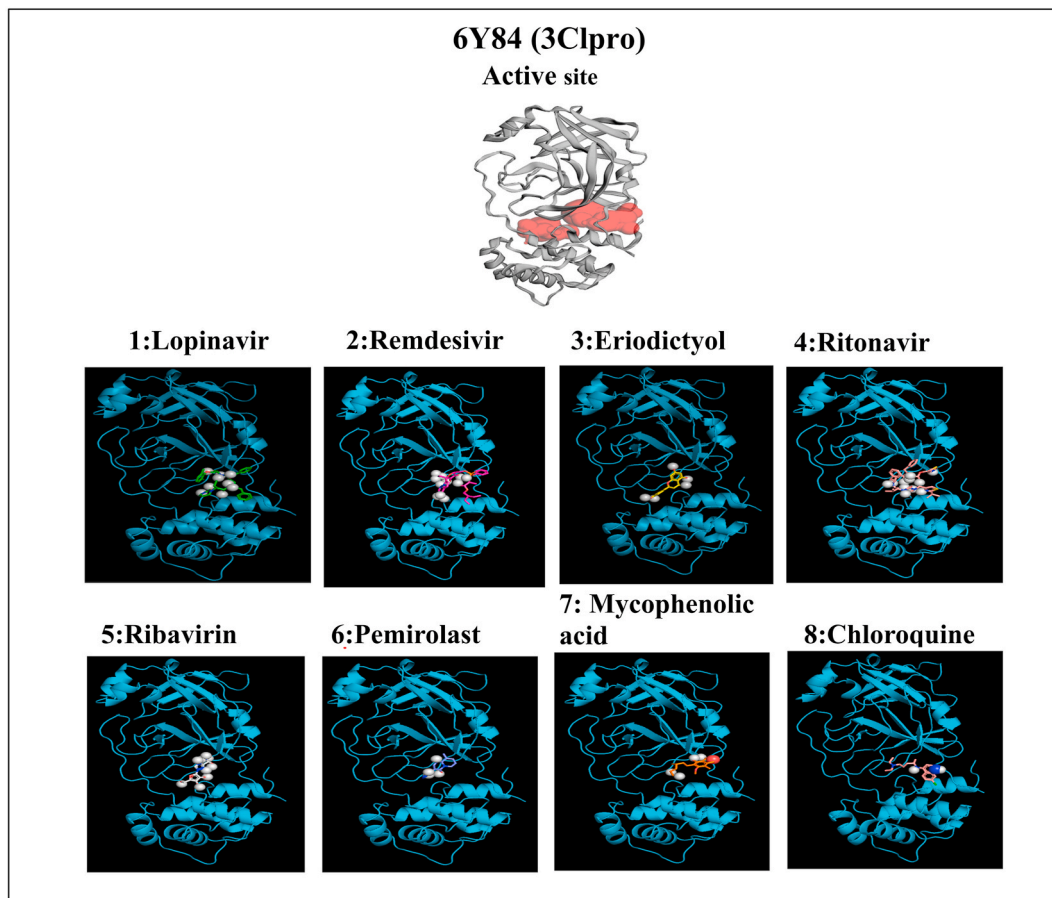 6Y84 (3Clpro)
Active site
1:Lopinavir
2:Remdesivir
3:Eriodictyol
4:Ritonavir
5:Ribavirin
6:Pemirolast
7: Mycophenolic
acid
8:Chloroquine